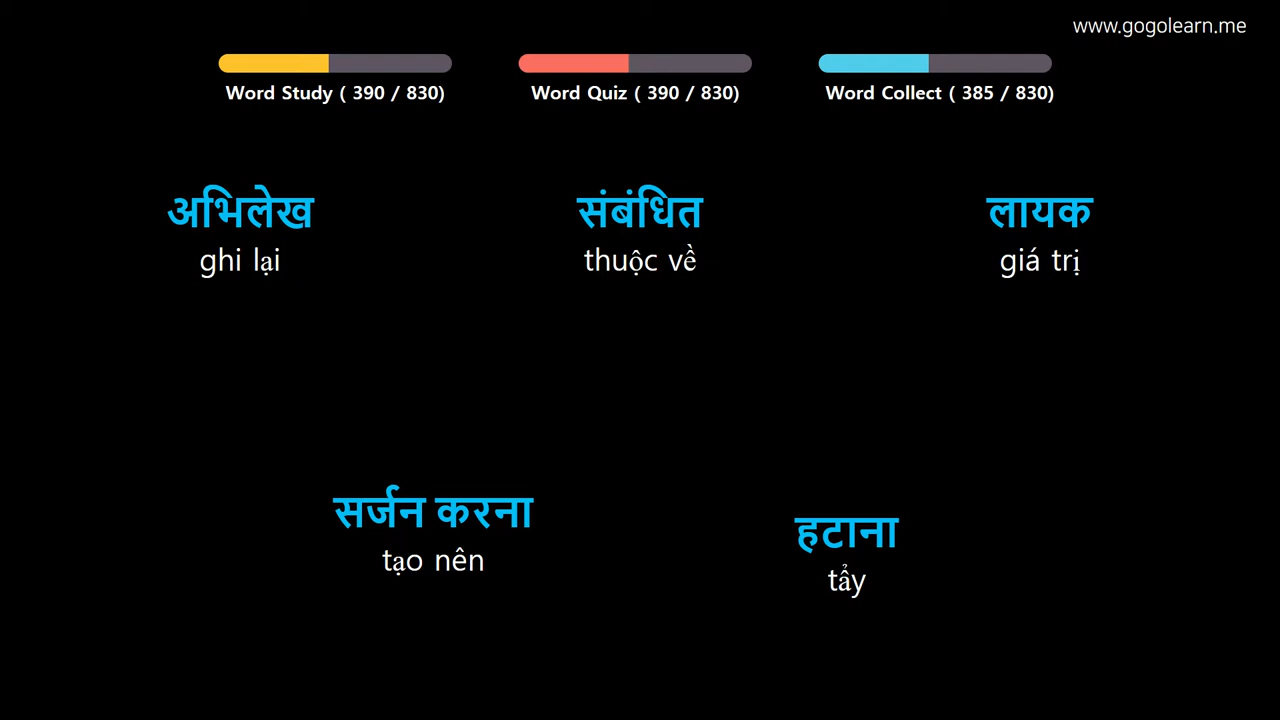 www.gogolearn.me
Word Study ( 390 / 830)
Word Quiz ( 390 / 830)
Word Collect ( 385 / 830)
अभिलेख
ghi lại
संबंधित
thuộc về
लायक
giá trị
सर्जन करना
tạo nên
हटाना
tẩy